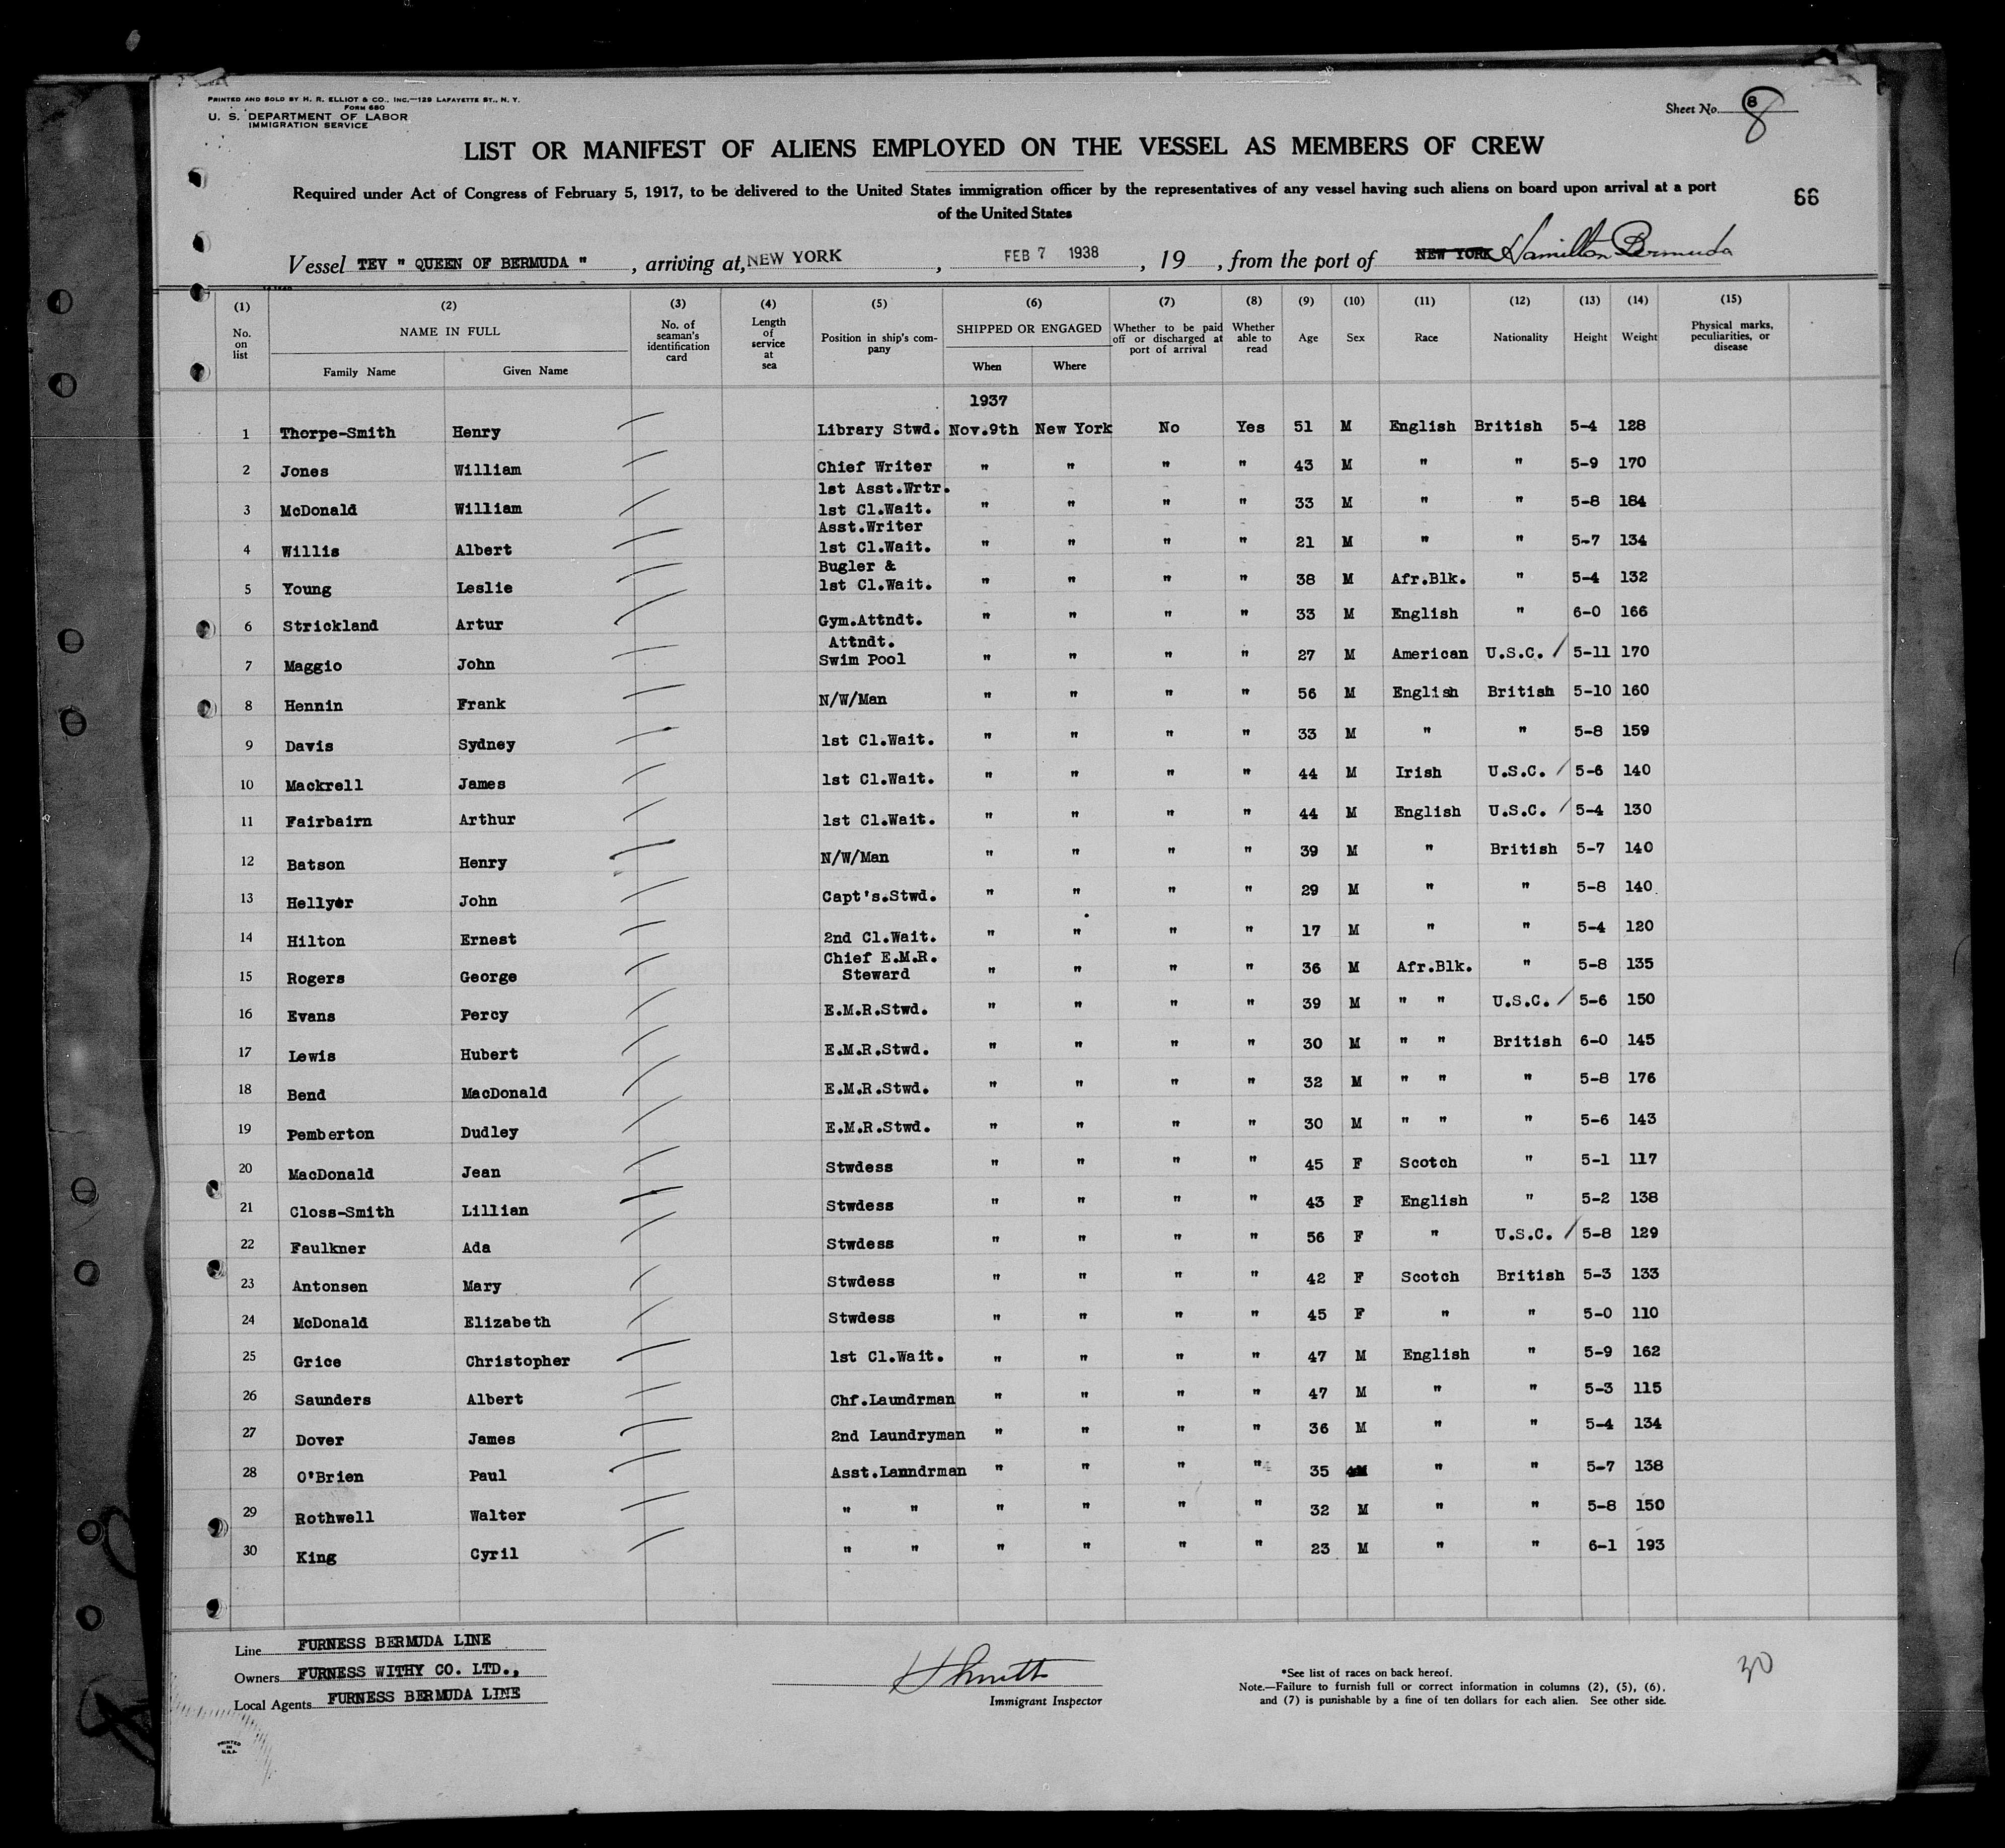 PRINTED AND SOLD BY H. R. ELLIOT & CO., INC.—129 LAFAYETTE ST., N. Y.
FORM 680
U. S. DEPARTMENT OF LABOR
IMMIGRATION SERVICE
Sheet No. 8
8
LIST OR MANIFEST OF ALIENS EMPLOYED ON THE VESSEL AS MEMBERS OF CREW
Required under Act of Congress of February 5, 1917, to be delivered to the United States immigration officer by the representatives of any vessel having such aliens on board upon arrival at a port
of the United States
66
Vessel TEV " QUEEN OF BERMUDA " , arriving at, NEW YORK , FEB 7 1938 , 19 , from the port of NEW YORK Hamilton Bermuda
(1) (2) (3) (4) (5) (6) (7) (8) (9) (10) (11) (12) (13) (14) (15)
No. on list NAME IN FULL Family Name Given Name No. of seaman's identification card Length of service at sea Position in ship's company SHIPPED OR ENGAGED When Where Whether to be paid off or discharged at port of arrival Whether able to read Age Sex Race Nationality Height Weight Physical marks, peculiarities, or disease
1937
1 Thorpe-Smith Henry Library Stwd. Nov.9th New York No Yes 51 M English British 5-4 128
2 Jones William Chief Writer " " " " 43 M " " 5-9 170
3 McDonald William 1st Asst.Wrtr. 1st Cl.Wait. " " " " 33 M " " 5-8 184
4 Willis Albert Asst.Writer 1st Cl.Wait. " " " " 21 M " " 5-7 134
5 Young Leslie Bugler & 1st Cl.Wait. " " " " 38 M Afr.Blk. " 5-4 132
6 Strickland Artur Gym.Attndt. " " " " 33 M English " 6-0 166
7 Maggio John Attndt. Swim Pool " " " " 27 M American U.S.C. / 5-11 170
8 Hennin Frank N/W/Man " " " " 56 M English British 5-10 160
9 Davis Sydney 1st Cl.Wait. " " " " 33 M " " 5-8 159
10 Mackrell James 1st Cl.Wait. " " " " 44 M Irish U.S.C. / 5-6 140
11 Fairbairn Arthur 1st Cl.Wait. " " " " 44 M English U.S.C. / 5-4 130
12 Batson Henry N/W/Man " " " " 39 M " British 5-7 140
13 Hellyer John Capt's.Stwd. " " " " 29 M " " 5-8 140
14 Hilton Ernest 2nd Cl.Wait. " " " " 17 M " " 5-4 120
15 Rogers George Chief E.M.R. Steward " " " " 36 M Afr.Blk. " 5-8 135
16 Evans Percy E.M.R.Stwd. " " " " 39 M " " U.S.C. / 5-6 150
17 Lewis Hubert E.M.R.Stwd. " " " " 30 M " " British 6-0 145
18 Bend MacDonald E.M.R.Stwd. " " " " 32 M " " " 5-8 176
19 Pemberton Dudley E.M.R.Stwd. " " " " 30 M " " " 5-6 143
20 MacDonald Jean Stwdess " " " " 45 F Scotch " 5-1 117
21 Closs-Smith Lillian Stwdess " " " " 43 F English " 5-2 138
22 Faulkner Ada Stwdess " " " " 56 F " U.S.C. / 5-8 129
23 Antonsen Mary Stwdess " " " " 42 F Scotch British 5-3 133
24 McDonald Elizabeth Stwdess " " " " 45 F " " 5-0 110
25 Grice Christopher 1st Cl.Wait. " " " " 47 M English " 5-9 162
26 Saunders Albert Chf.Laundrman " " " " 47 M " " 5-3 115
27 Dover James 2nd Laundryman " " " " 36 M " " 5-4 134
28 O'Brien Paul Asst.Lanndrman " " " " 35 M " " 5-7 138
29 Rothwell Walter " " " " " " 32 M " " 5-8 150
30 King Cyril " " " " " " 23 M " " 6-1 193
Line FURNESS BERMUDA LINE
Owners FURNESS WITHY CO. LTD.,
Local Agents FURNESS BERMUDA LINE
Immigrant Inspector
*See list of races on back hereof.
Note.—Failure to furnish full or correct information in columns (2), (5), (6),
and (7) is punishable by a fine of ten dollars for each alien. See other side.
30
PRINTED IN U.S.A.